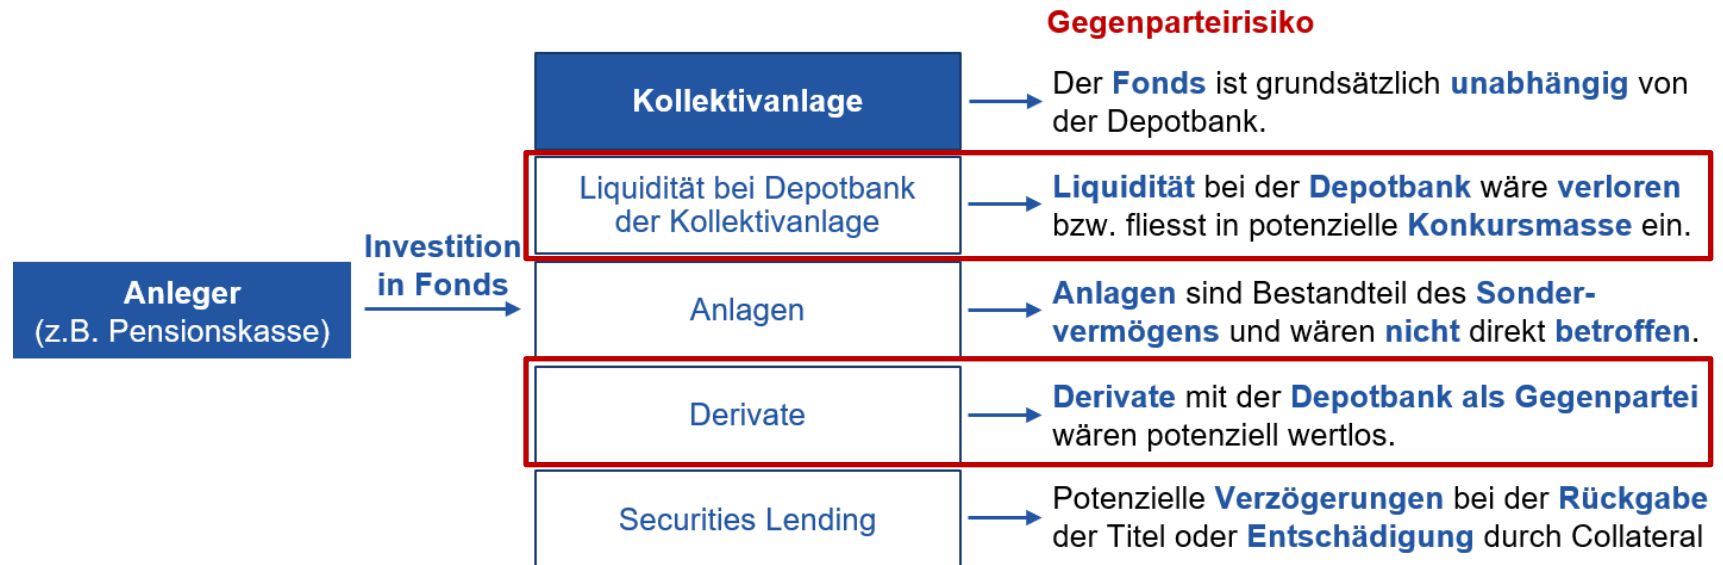 Gegenparteirisiko
Kollektivanlage
Der Fonds ist grundsätzlich unabhängig von
der Depotbank.
Liquidität bei Depotbank
der Kollektivanlage
Liquidität bei der Depotbank wäre verloren
bzw. fliesst in potenzielle Konkursmasse ein.
Investition
in Fonds
Anleger
(z.B. Pensionskasse)
Anlagen
Anlagen sind Bestandteil des Sonder-
vermögens und wären nicht direkt betroffen.
Derivate
Derivate mit der Depotbank als Gegenpartei
wären potenziell wertlos.
Securities Lending
Potenzielle Verzögerungen bei der Rückgabe
der Titel oder Entschädigung durch Collateral